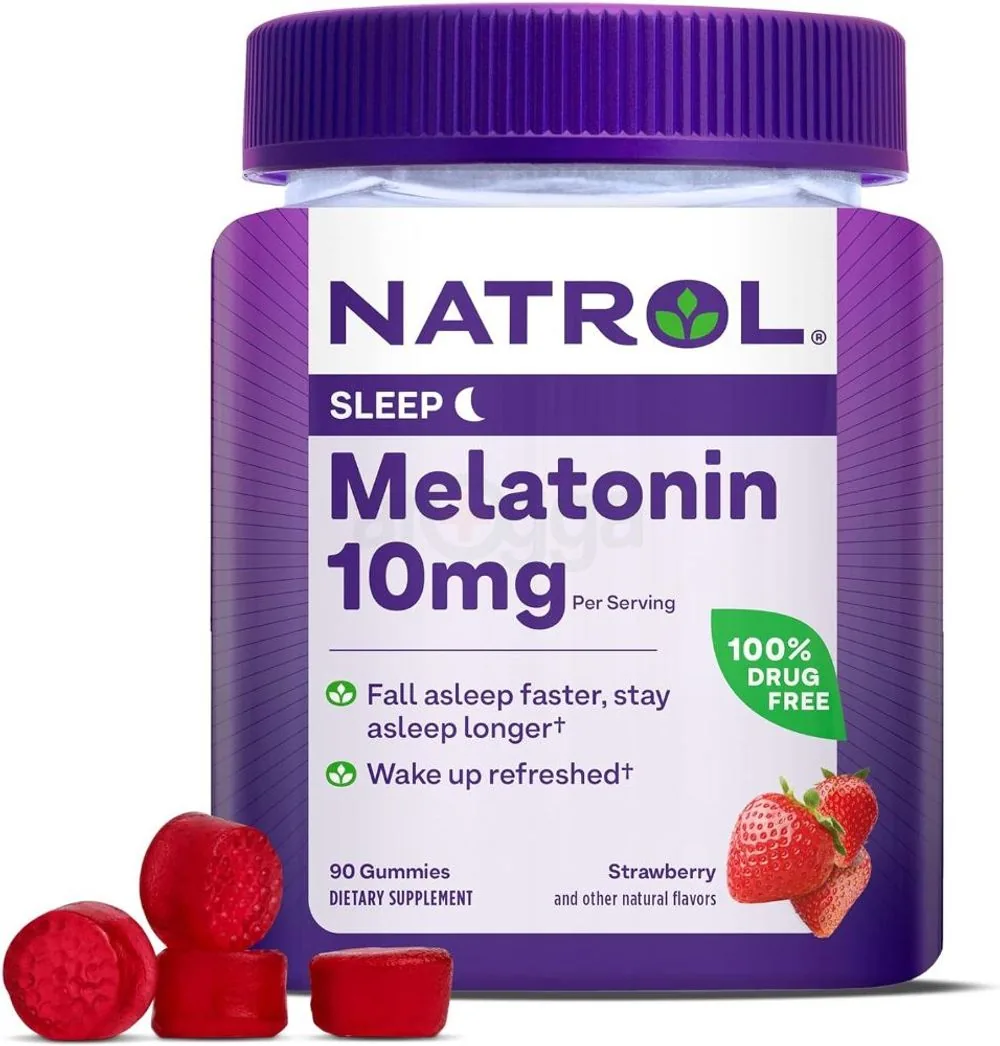 NATROL®
SLEEP
Melatonin
10mg Per Serving
100%
DRUG
FREE
Fall asleep faster, stay
asleep longer†
Wake up refreshed†
90 Gummies
DIETARY SUPPLEMENT
Strawberry
and other natural flavors
arogga